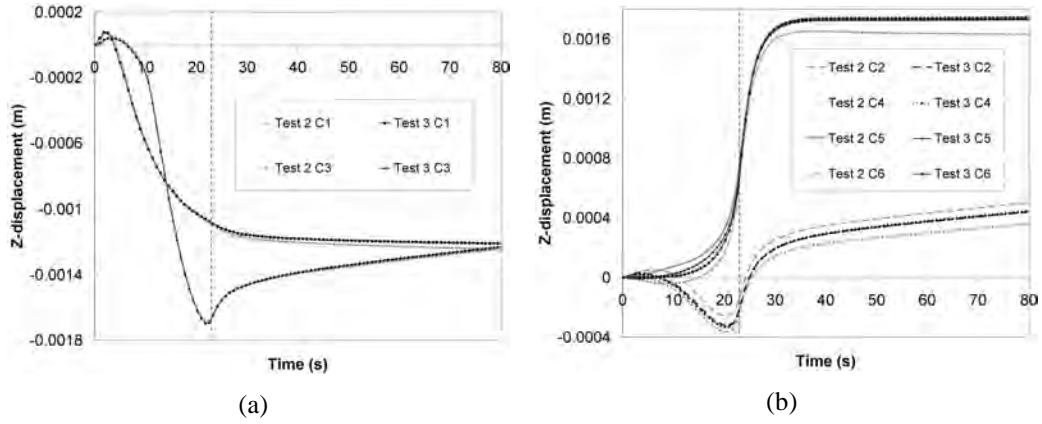 0.0002
-0.0002
-0.0006
-0.001
-0.0014
-0.0018
0 10 20 30 40 50 60 70 80
Z-displacement (m)
Time (s)
Test 2 C1 Test 3 C1
Test 2 C3 Test 3 C3
(a)
0.0016
0.0012
0.0008
0.0004
0
-0.0004
0 10 20 30 40 50 60 70 80
Z-displacement (m)
Time (s)
Test 2 C2 Test 3 C2
Test 2 C4 Test 3 C4
Test 2 C5 Test 3 C5
Test 2 C6 Test 3 C6
(b)